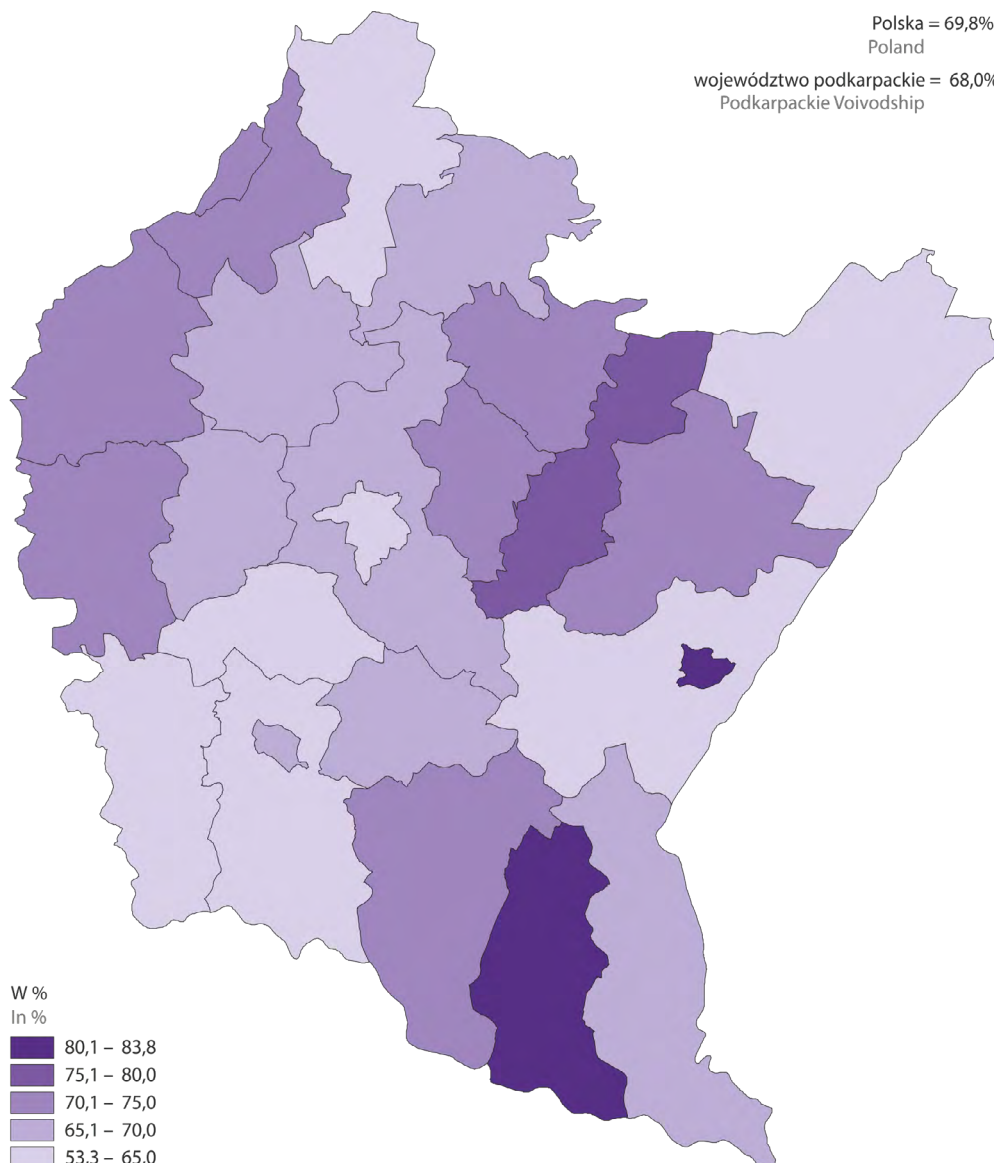 Polska = 69,8%
Poland
województwo podkarpackie = 68,0%
Podkarpackie Voivodship
W %
In %
80,1 – 83,8
75,1 – 80,0
70,1 – 75,0
65,1 – 70,0
53,3 – 65,0